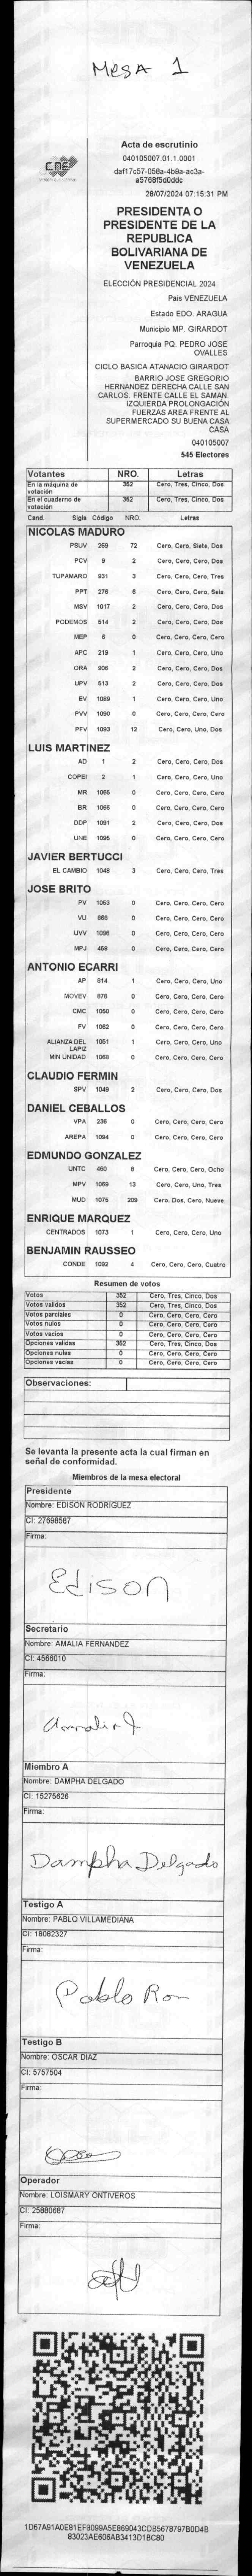 MESA 1
CNE
Acta de escrutinio
040105007.01.1.0001
daf17c57-058a-4b9a-ac3a-
a5768f5d0ddc
28/07/2024 07:15:31 PM
PRESIDENTA O
PRESIDENTE DE LA
REPUBLICA
BOLIVARIANA DE
VENEZUELA
ELECCIÓN PRESIDENCIAL 2024
País VENEZUELA
Estado EDO. ARAGUA
Municipio MP. GIRARDOT
Parroquia PQ. PEDRO JOSE
OVALLES
CICLO BASICA ATANACIO GIRARDOT
BARRIO JOSE GREGORIO
HERNANDEZ DERECHA CALLE SAN
CARLOS. FRENTE CALLE EL SAMAN.
IZQUIERDA PROLONGACIÓN
FUERZAS AREA FRENTE AL
SUPERMERCADO SU BUENA CASA
CASA
040105007
545 Electores
Votantes NRO. Letras
En la máquina de votación 352 Cero, Tres, Cinco, Dos
En el cuaderno de votación 352 Cero, Tres, Cinco, Dos
Cand. Sigla Código NRO. Letras
NICOLAS MADURO
PSUV 269 72 Cero, Cero, Siete, Dos
PCV 9 2 Cero, Cero, Cero, Dos
TUPAMARO 931 3 Cero, Cero, Cero, Tres
PPT 276 6 Cero, Cero, Cero, Seis
MSV 1017 2 Cero, Cero, Cero, Dos
PODEMOS 514 2 Cero, Cero, Cero, Dos
MEP 6 0 Cero, Cero, Cero, Cero
APC 219 1 Cero, Cero, Cero, Uno
ORA 906 2 Cero, Cero, Cero, Dos
UPV 513 2 Cero, Cero, Cero, Dos
EV 1089 1 Cero, Cero, Cero, Uno
PVV 1090 0 Cero, Cero, Cero, Cero
PFV 1093 12 Cero, Cero, Uno, Dos
LUIS MARTINEZ
AD 1 2 Cero, Cero, Cero, Dos
COPEI 2 1 Cero, Cero, Cero, Uno
MR 1065 0 Cero, Cero, Cero, Cero
BR 1066 0 Cero, Cero, Cero, Cero
DDP 1091 2 Cero, Cero, Cero, Dos
UNE 1095 0 Cero, Cero, Cero, Cero
JAVIER BERTUCCI
EL CAMBIO 1048 3 Cero, Cero, Cero, Tres
JOSE BRITO
PV 1053 0 Cero, Cero, Cero, Cero
VU 868 0 Cero, Cero, Cero, Cero
UVV 1096 0 Cero, Cero, Cero, Cero
MPJ 458 0 Cero, Cero, Cero, Cero
ANTONIO ECARRI
AP 814 1 Cero, Cero, Cero, Uno
MOVEV 878 0 Cero, Cero, Cero, Cero
CMC 1050 0 Cero, Cero, Cero, Cero
FV 1062 0 Cero, Cero, Cero, Cero
ALIANZA DEL LAPIZ 1051 1 Cero, Cero, Cero, Uno
MIN UNIDAD 1068 0 Cero, Cero, Cero, Cero
CLAUDIO FERMIN
SPV 1049 2 Cero, Cero, Cero, Dos
DANIEL CEBALLOS
VPA 236 0 Cero, Cero, Cero, Cero
AREPA 1094 0 Cero, Cero, Cero, Cero
EDMUNDO GONZALEZ
UNTC 460 8 Cero, Cero, Cero, Ocho
MPV 1069 13 Cero, Cero, Uno, Tres
MUD 1075 209 Cero, Dos, Cero, Nueve
ENRIQUE MARQUEZ
CENTRADOS 1073 1 Cero, Cero, Cero, Uno
BENJAMIN RAUSSEO
CONDE 1092 4 Cero, Cero, Cero, Cuatro
Resumen de votos
Votos 352 Cero, Tres, Cinco, Dos
Votos validos 352 Cero, Tres, Cinco, Dos
Votos parciales 0 Cero, Cero, Cero, Cero
Votos nulos 0 Cero, Cero, Cero, Cero
Votos vacios 0 Cero, Cero, Cero, Cero
Opciones validas 352 Cero, Tres, Cinco, Dos
Opciones nulas 0 Cero, Cero, Cero, Cero
Opciones vacias 0 Cero, Cero, Cero, Cero
Observaciones:
Se levanta la presente acta la cual firman en
señal de conformidad.
Miembros de la mesa electoral
Presidente
Nombre: EDISON RODRIGUEZ
CI: 27698567
Firma:
Edison
Secretario
Nombre: AMALIA FERNANDEZ
CI: 4566010
Firma:
Miembro A
Nombre: DAMPHA DELGADO
CI: 15275626
Firma:
Dampha Delgado
Testigo A
Nombre: PABLO VILLAMEDIANA
CI: 18082327
Firma:
Pablo Ron
Testigo B
Nombre: OSCAR DIAZ
CI: 5757504
Firma:
Operador
Nombre: LOISMARY ONTIVEROS
CI: 25880687
Firma:
1D67A91A0E81EF8099A5E869043CDB5678797B0D4B
83023AE606AB3413D1BC80